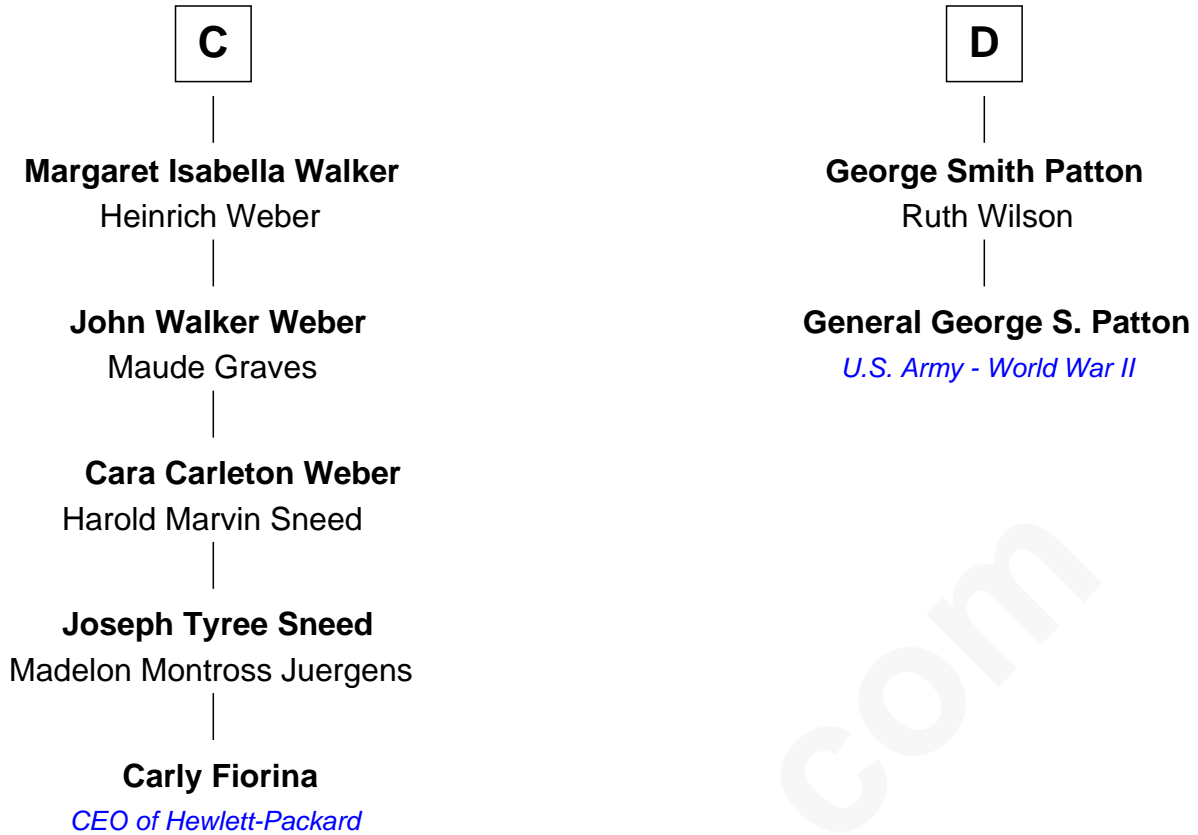 C
Margaret Isabella Walker
Heinrich Weber
John Walker Weber
Maude Graves
Cara Carleton Weber
Harold Marvin Sneed
Joseph Tyree Sneed
Madelon Montross Juergens
Carly Fiorina
CEO of Hewlett-Packard
D
George Smith Patton
Ruth Wilson
General George S. Patton
U.S. Army - World War II
com